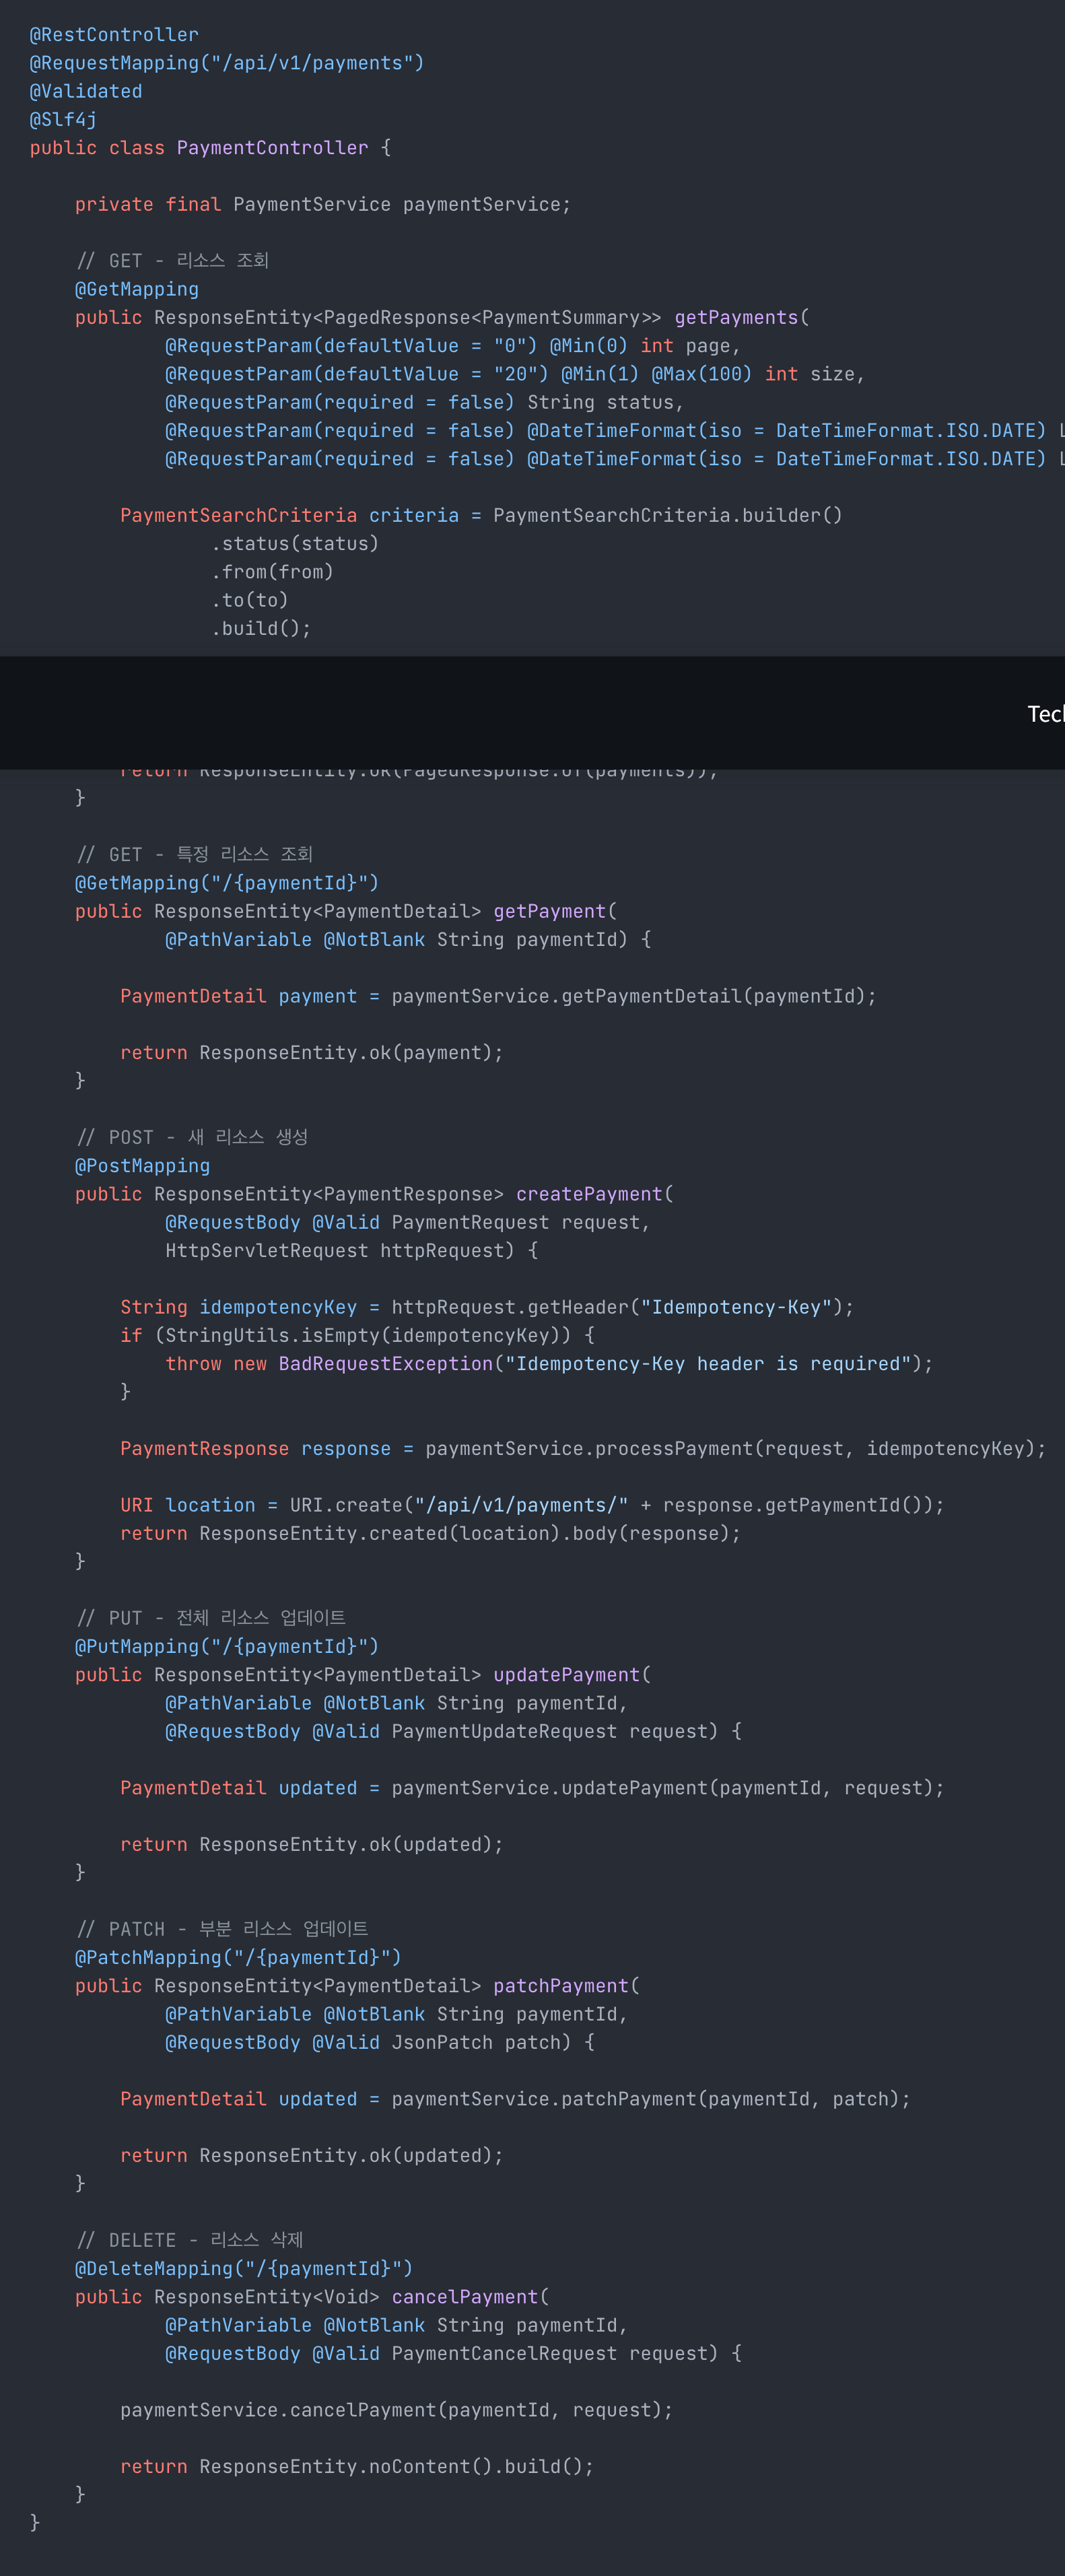 @RestController
@RequestMapping("/api/v1/payments")
@Validated
@Slf4j
public class PaymentController {
    private final PaymentService paymentService;
    // GET - 리소스 조회
    @GetMapping
    public ResponseEntity<PagedResponse<PaymentSummary>> getPayments(
            @RequestParam(defaultValue = "0") @Min(0) int page,
            @RequestParam(defaultValue = "20") @Min(1) @Max(100) int size,
            @RequestParam(required = false) String status,
            @RequestParam(required = false) @DateTimeFormat(iso = DateTimeFormat.ISO.DATE)
            @RequestParam(required = false) @DateTimeFormat(iso = DateTimeFormat.ISO.DATE)
        PaymentSearchCriteria criteria = PaymentSearchCriteria.builder()
                .status(status)
                .from(from)
                .to(to)
                .build();
Tecl
        return ResponseEntity.ok(PagedResponse.of(payments));
    }
    // GET - 특정 리소스 조회
    @GetMapping("/{paymentId}")
    public ResponseEntity<PaymentDetail> getPayment(
            @PathVariable @NotBlank String paymentId) {
        PaymentDetail payment = paymentService.getPaymentDetail(paymentId);
        return ResponseEntity.ok(payment);
    }
    // POST - 새 리소스 생성
    @PostMapping
    public ResponseEntity<PaymentResponse> createPayment(
            @RequestBody @Valid PaymentRequest request,
            HttpServletRequest httpRequest) {
        String idempotencyKey = httpRequest.getHeader("Idempotency-Key");
        if (StringUtils.isEmpty(idempotencyKey)) {
            throw new BadRequestException("Idempotency-Key header is required");
        }
        PaymentResponse response = paymentService.processPayment(request, idempotencyKey);
        URI location = URI.create("/api/v1/payments/" + response.getPaymentId());
        return ResponseEntity.created(location).body(response);
    }
    // PUT - 전체 리소스 업데이트
    @PutMapping("/{paymentId}")
    public ResponseEntity<PaymentDetail> updatePayment(
            @PathVariable @NotBlank String paymentId,
            @RequestBody @Valid PaymentUpdateRequest request) {
        PaymentDetail updated = paymentService.updatePayment(paymentId, request);
        return ResponseEntity.ok(updated);
    }
    // PATCH - 부분 리소스 업데이트
    @PatchMapping("/{paymentId}")
    public ResponseEntity<PaymentDetail> patchPayment(
            @PathVariable @NotBlank String paymentId,
            @RequestBody @Valid JsonPatch patch) {
        PaymentDetail updated = paymentService.patchPayment(paymentId, patch);
        return ResponseEntity.ok(updated);
    }
    // DELETE - 리소스 삭제
    @DeleteMapping("/{paymentId}")
    public ResponseEntity<Void> cancelPayment(
            @PathVariable @NotBlank String paymentId,
            @RequestBody @Valid PaymentCancelRequest request) {
        paymentService.cancelPayment(paymentId, request);
        return ResponseEntity.noContent().build();
    }
}